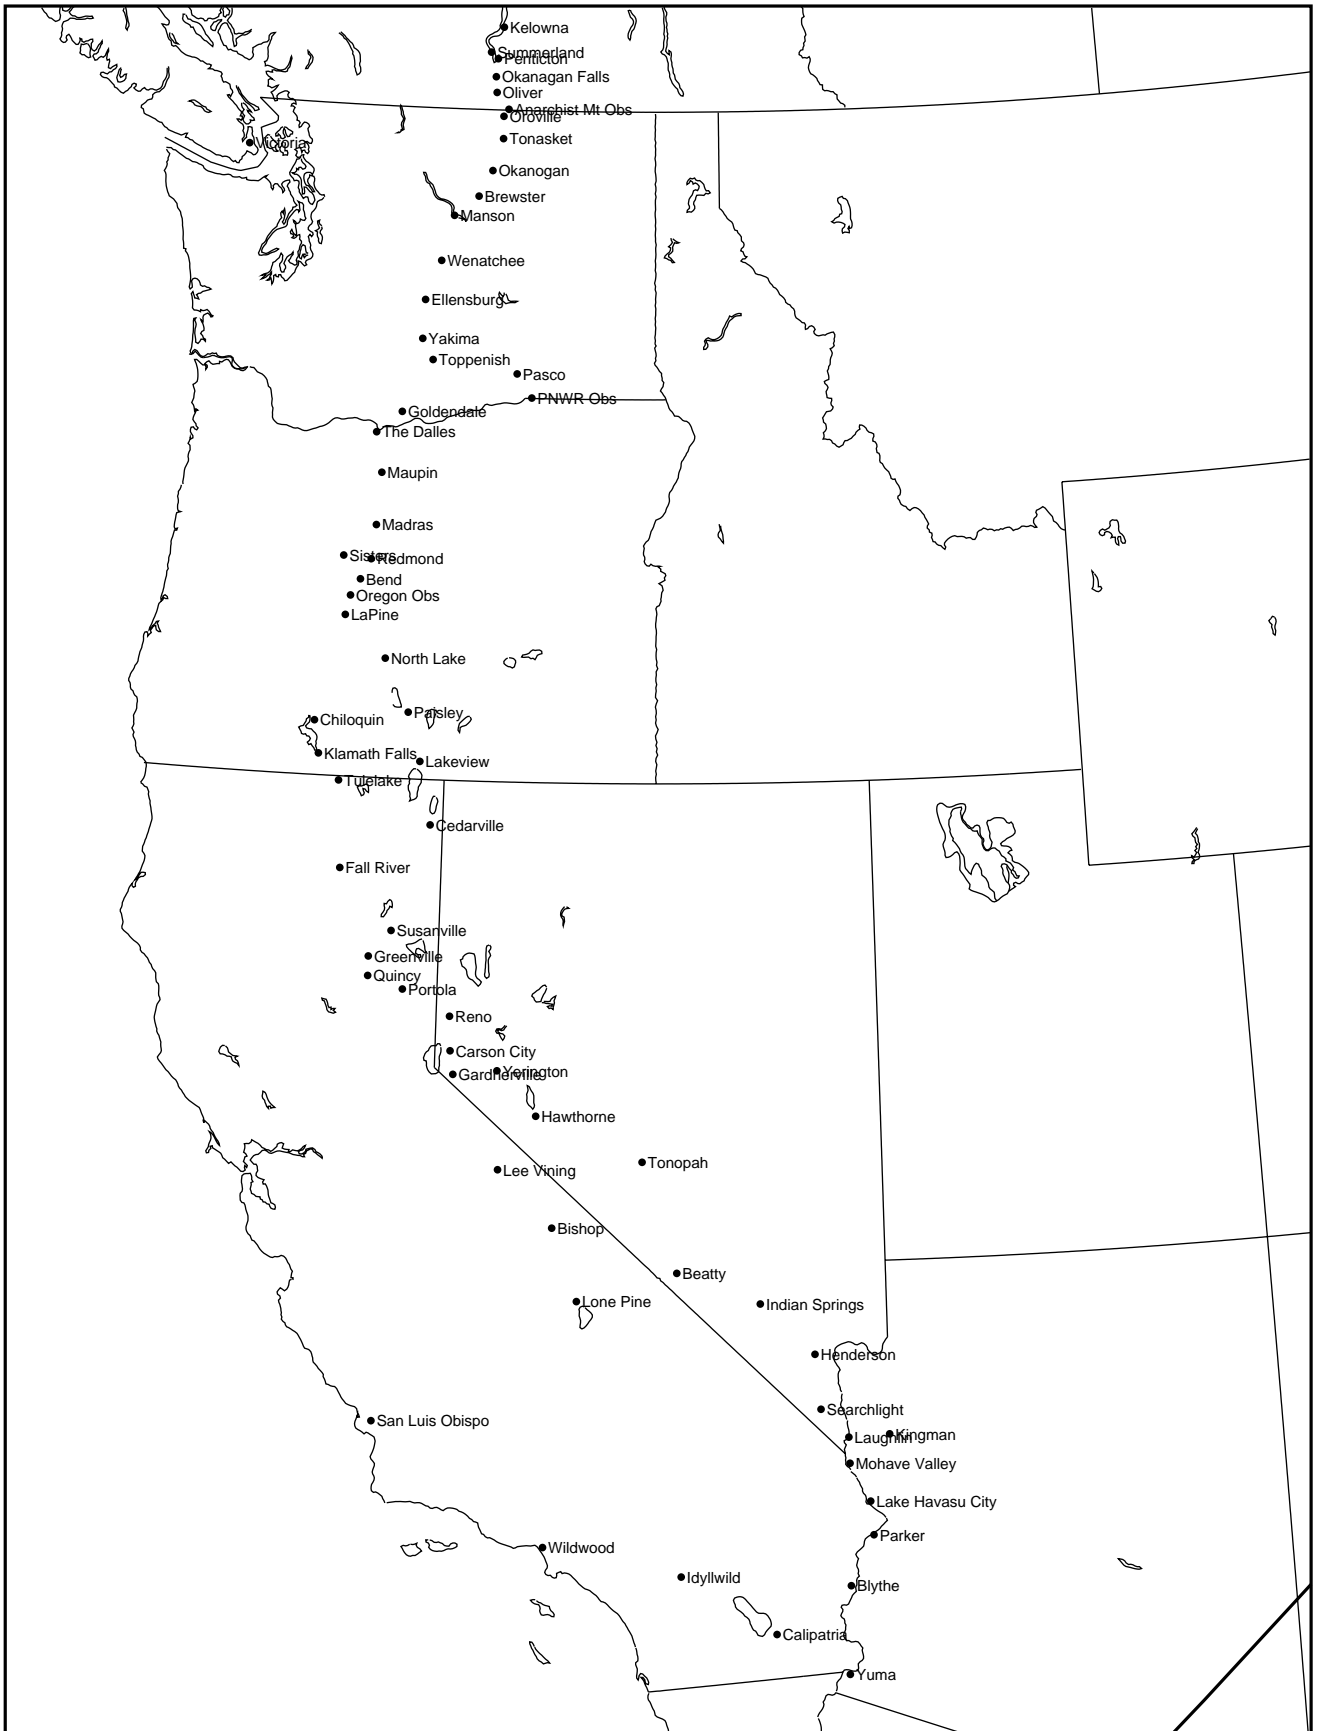 Kelowna
Summerland
Penticton
Okanagan Falls
Oliver
Anarchist Mt Obs
Oroville
Tonasket
Victoria
Okanogan
Brewster
Manson
Wenatchee
Ellensburg
Yakima
Toppenish
Pasco
PNWR Obs
Goldendale
The Dalles
Maupin
Madras
Sisters
Redmond
Bend
Oregon Obs
LaPine
North Lake
Paisley
Chiloquin
Klamath Falls
Lakeview
Tulelake
Cedarville
Fall River
Susanville
Greenville
Quincy
Portola
Reno
Carson City
Yerington
Gardnerville
Hawthorne
Tonopah
Lee Vining
Bishop
Beatty
Lone Pine
Indian Springs
Henderson
Searchlight
San Luis Obispo
Kingman
Laughlin
Mohave Valley
Lake Havasu City
Parker
Wildwood
Idyllwild
Blythe
Calipatria
Yuma